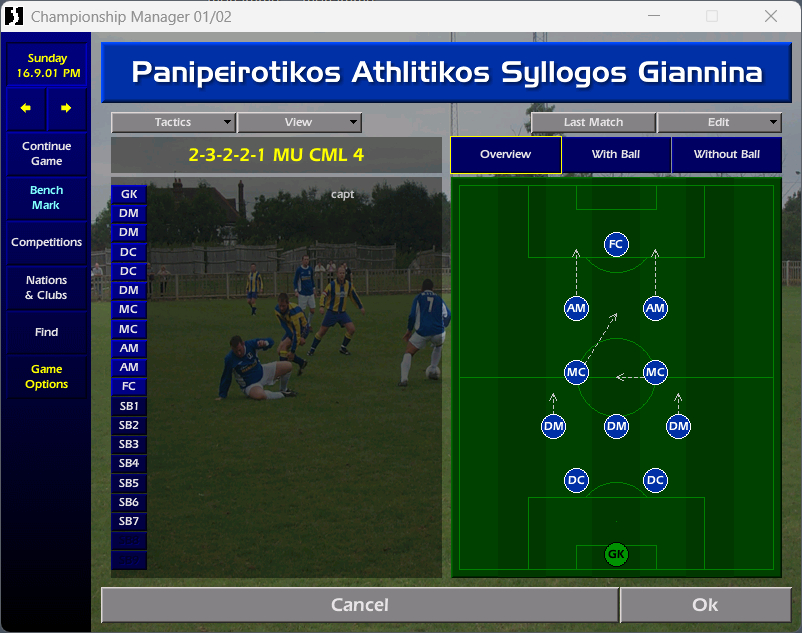 Championship Manager 01/02
Sunday
16.9.01 PM
Continue
Game
Bench
Mark
Competitions
Nations
& Clubs
Find
Game
Options
Panipeirotikos Athlitikos Syllogos Giannina
Tactics
View
Last Match
Edit
2-3-2-2-1 MU CML 4
Overview
With Ball
Without Ball
GK capt
DM
DM
DC
DC
DM
MC
MC
AM
AM
FC
SB1
SB2
SB3
SB4
SB5
SB6
SB7
7
FC
AM AM
MC MC
DM DM DM
DC DC
GK
Cancel
Ok